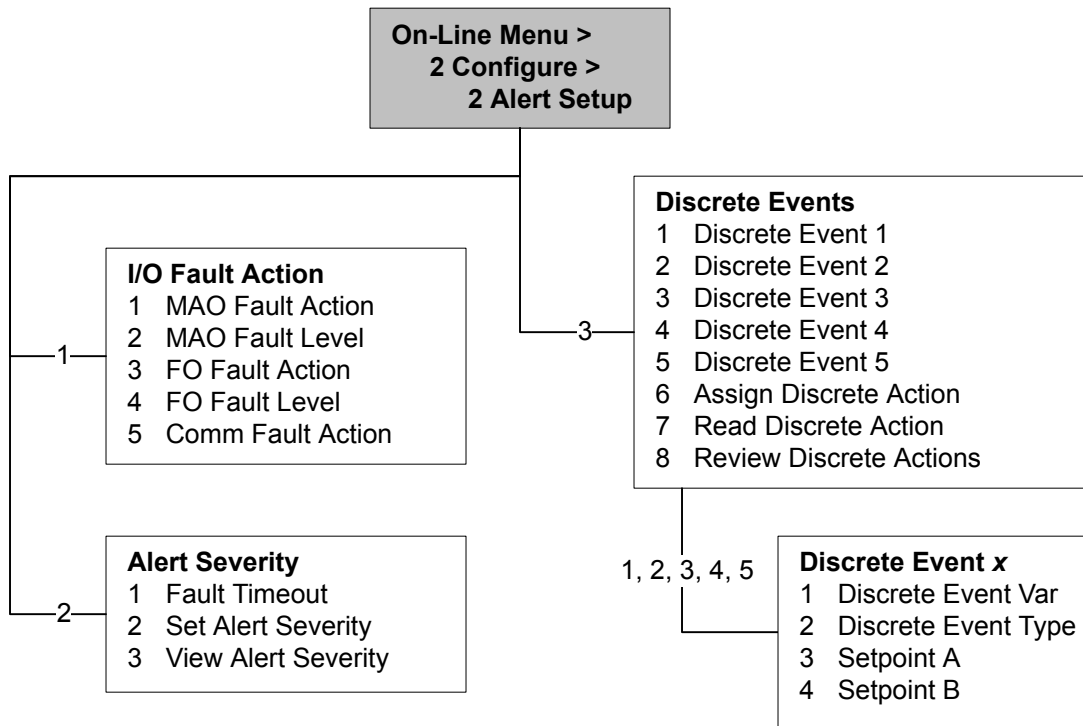 On-Line Menu >
2 Configure >
2 Alert Setup
1
I/O Fault Action
1 MAO Fault Action
2 MAO Fault Level
3 FO Fault Action
4 FO Fault Level
5 Comm Fault Action
2
Alert Severity
1 Fault Timeout
2 Set Alert Severity
3 View Alert Severity
3
Discrete Events
1 Discrete Event 1
2 Discrete Event 2
3 Discrete Event 3
4 Discrete Event 4
5 Discrete Event 5
6 Assign Discrete Action
7 Read Discrete Action
8 Review Discrete Actions
1, 2, 3, 4, 5
Discrete Event x
1 Discrete Event Var
2 Discrete Event Type
3 Setpoint A
4 Setpoint B